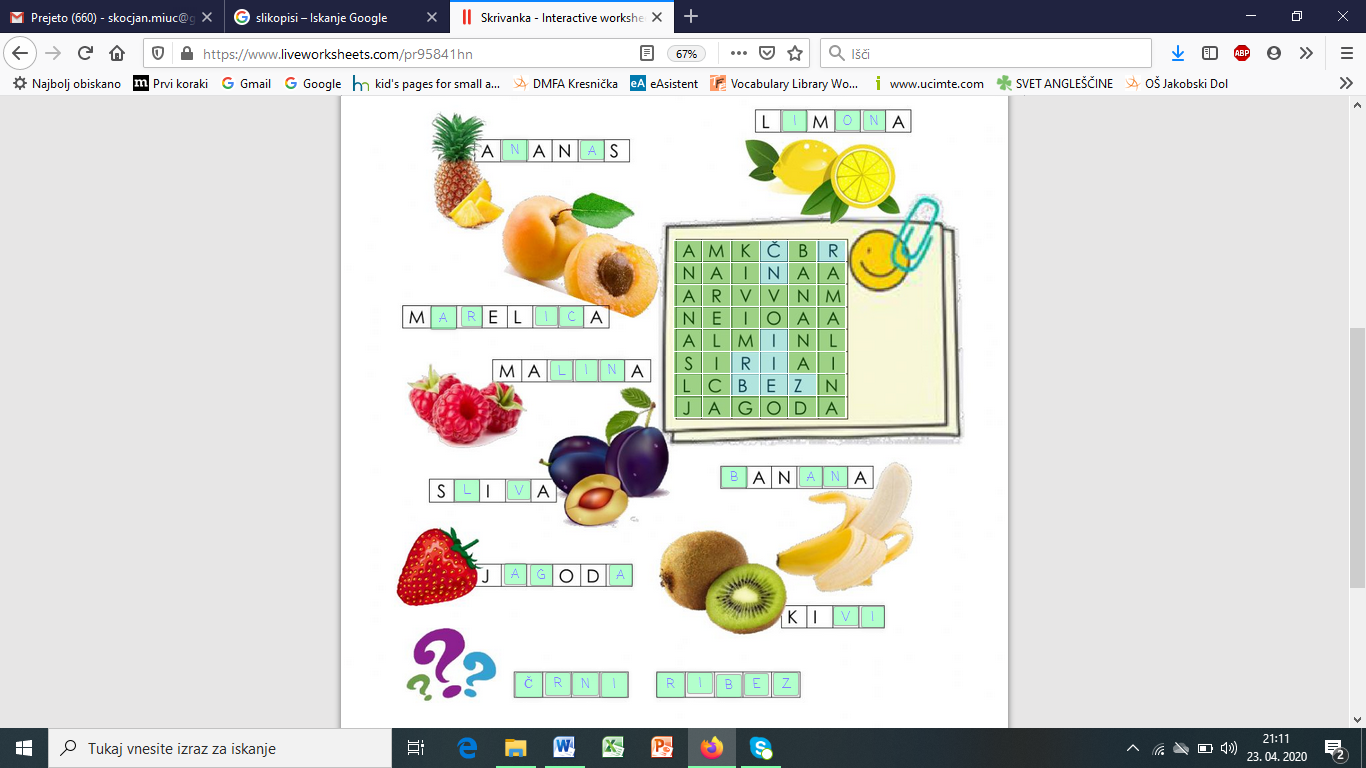 Prejeto (660) - skocjan.miuc@g
slikopisi – Iskanje Google
Skrivanka - Interactive workshe
https://www.liveworksheets.com/pr95841hn
67%
Išči
ABP
Najbolj obiskano
m Prvi koraki
G Gmail
G Google
h kid's pages for small a...
DMFA Kresnička
eA eAsistent
Vocabulary Library Wo...
www.ucimte.com
SVET ANGLEŠČINE
OŠ Jakobski Dol
LIMONA
ANANAS
A M K Č B R
N A I N A A
A R V V N M
N E I O A A
A L M I N L
S I R I A I
L C B E Z N
J A G O D A
MARELICA
MALINA
SLIVA
BANANA
JAGODA
KIVI
???
ČRNI RIBEZ
Tukaj vnesite izraz za iskanje
21:11
23. 04. 2020
2